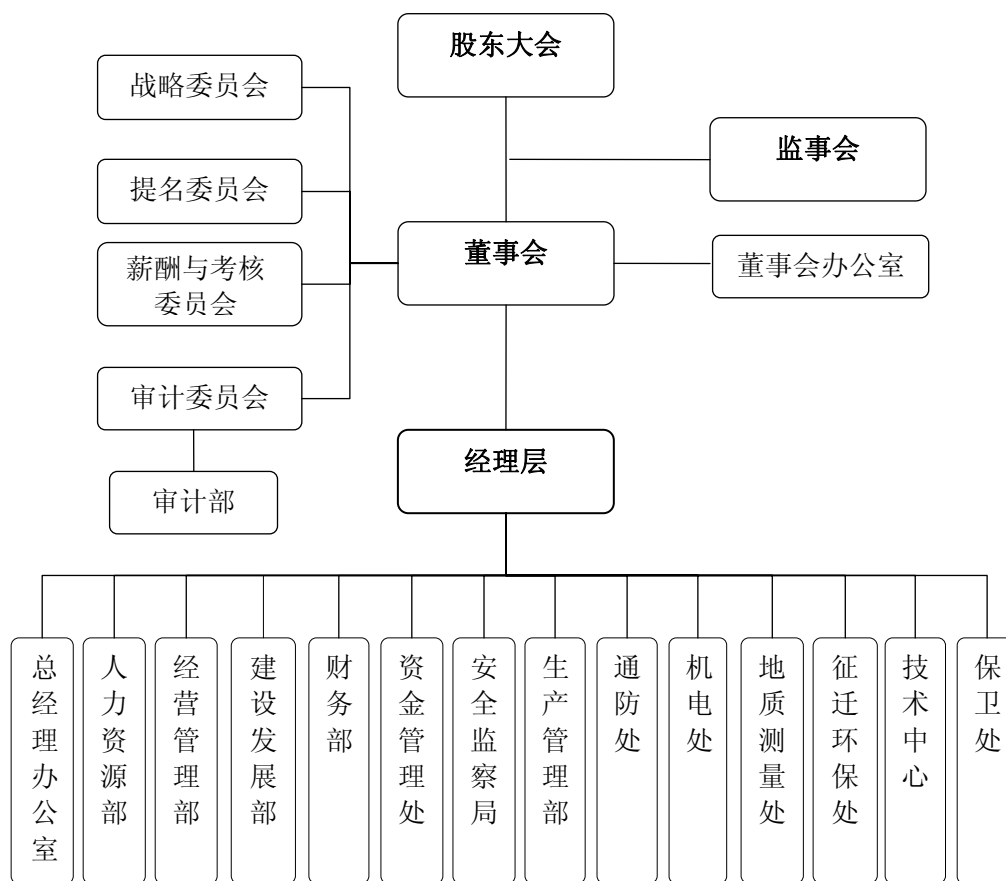 股东大会
战略委员会
监事会
提名委员会
董事会
薪酬与考核
委员会
董事会办公室
审计委员会
经理层
审计部
总经理办公室
人力资源部
经营管理部
建设发展部
财务部
资金管理处
安全监察局
生产管理部
通防处
机电处
地质测量处
征迁环保处
技术中心
保卫处